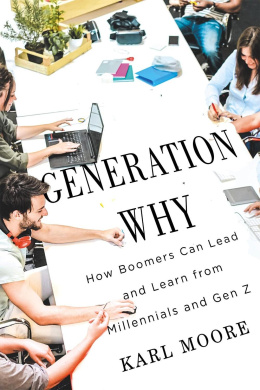 GENERATION
WHY
How Boomers Can Lead
and Learn from
Millennials and Gen Z
KARL MOORE